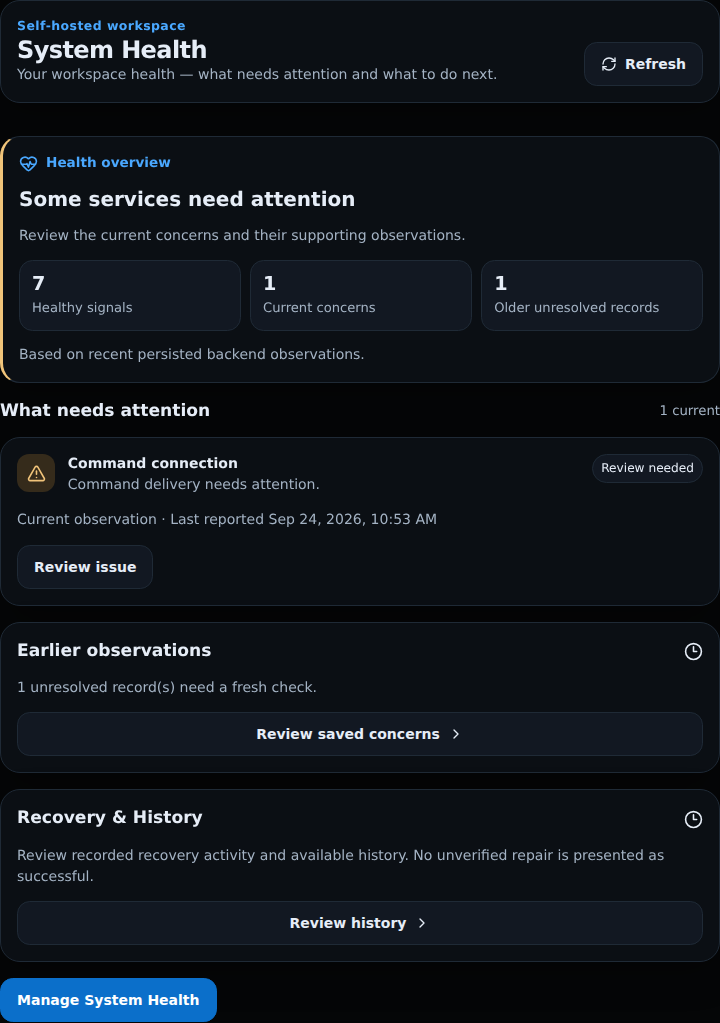 Self-hosted workspace
System Health
Your workspace health — what needs attention and what to do next.
Refresh
Health overview
Some services need attention
Review the current concerns and their supporting observations.
7
Healthy signals
1
Current concerns
1
Older unresolved records
Based on recent persisted backend observations.
What needs attention
1 current
Command connection
Command delivery needs attention.
Review needed
Current observation · Last reported Sep 24, 2026, 10:53 AM
Review issue
Earlier observations
1 unresolved record(s) need a fresh check.
Review saved concerns
Recovery & History
Review recorded recovery activity and available history. No unverified repair is presented as
successful.
Review history
Manage System Health